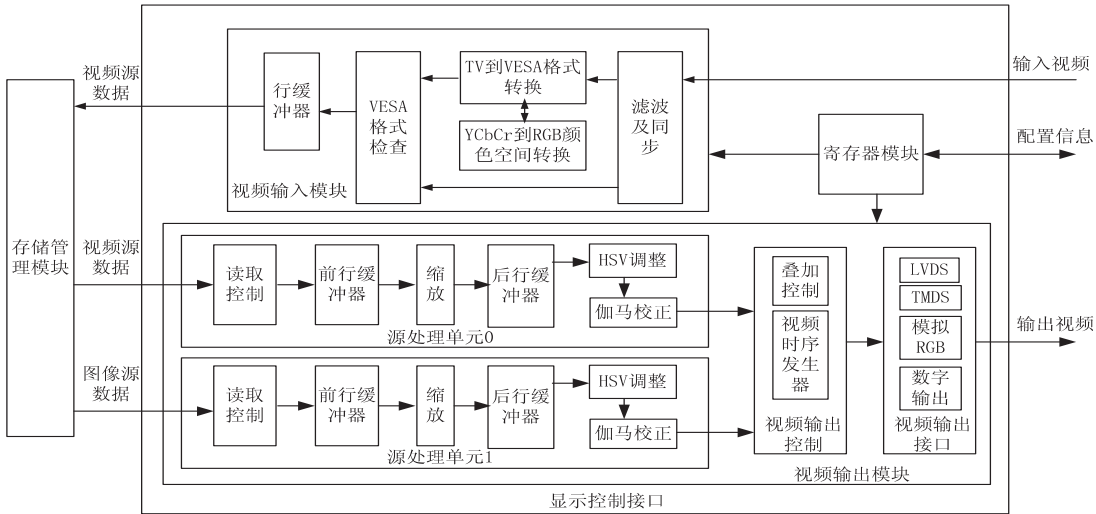 视频源
数据
行缓
冲器
VESA
格式
检查
TV到VESA格式
转换
YCbCr到RGB颜
色空间转换
滤波
及同
步
视频输入模块
输入视频
配置信息
寄存器模块
存储管
理模块
视频源
数据
读取
控制
前行缓
冲器
缩
放
后行缓
冲器
HSV调整
伽马校正
源处理单元0
图像源
数据
读取
控制
前行缓
冲器
缩
放
后行缓
冲器
HSV调整
伽马校正
源处理单元1
叠加
控制
视频
时序
发生
器
视频输出
控制
LVDS
TMDS
模拟
RGB
数字
输出
视频输出
接口
输出视频
视频输出模块
显示控制接口